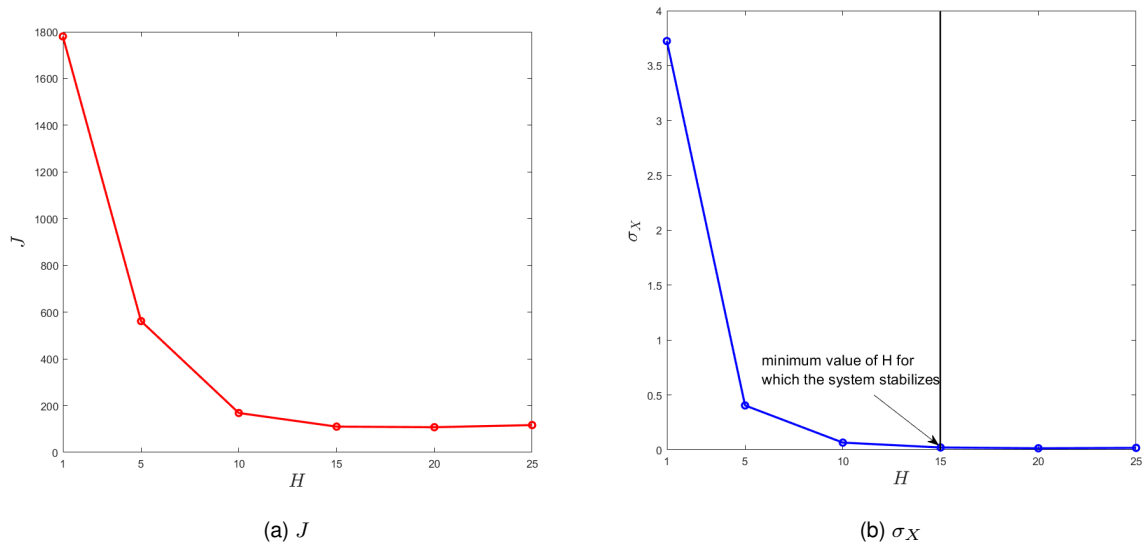 1800
1600
1400
1200
1000
800
600
400
200
0
J
1 5 10 15 20 25
H
(a) J
4
3.5
3
2.5
2
1.5
1
0.5
0
σX
minimum value of H for
which the system stabilizes
1 5 10 15 20 25
H
(b) σX